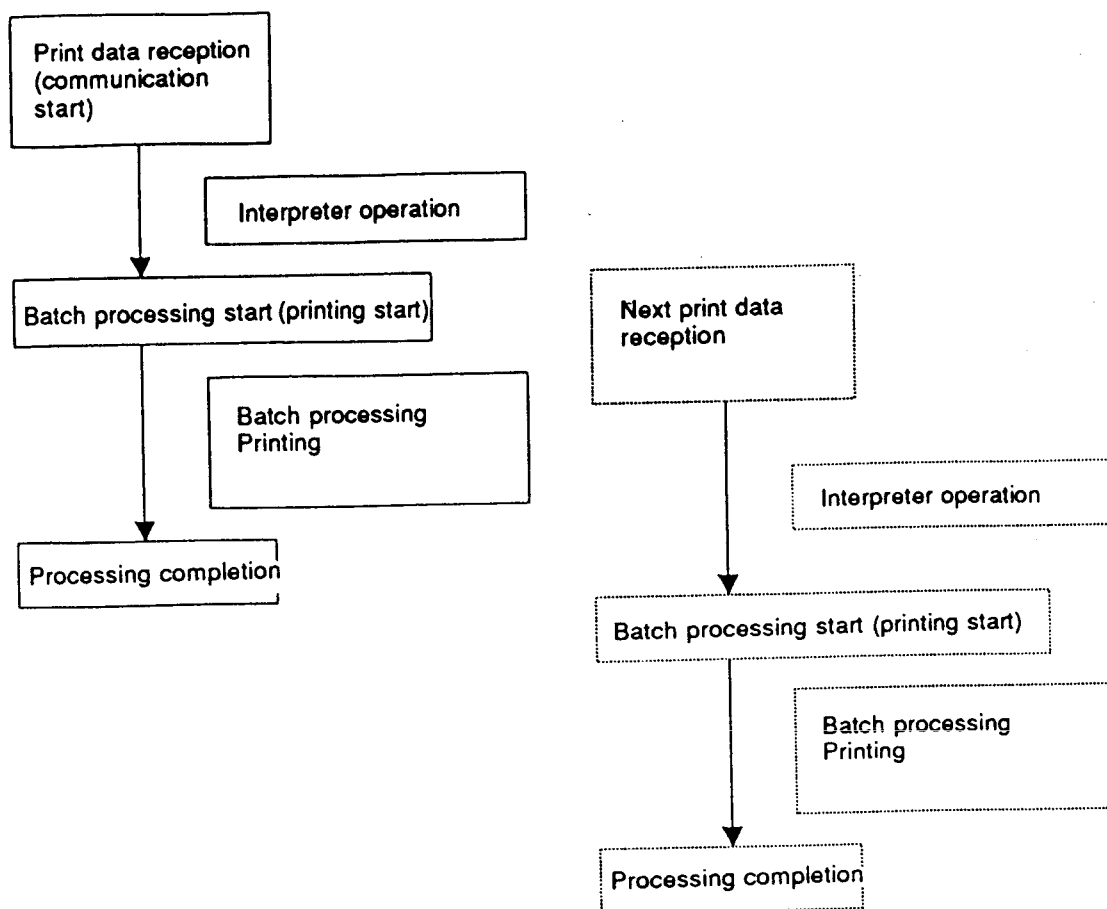 Print data reception
(communication
start)
Interpreter operation
Batch processing start (printing start)
Batch processing
Printing
Processing completion
Next print data
reception
Interpreter operation
Batch processing start (printing start)
Batch processing
Printing
Processing completion